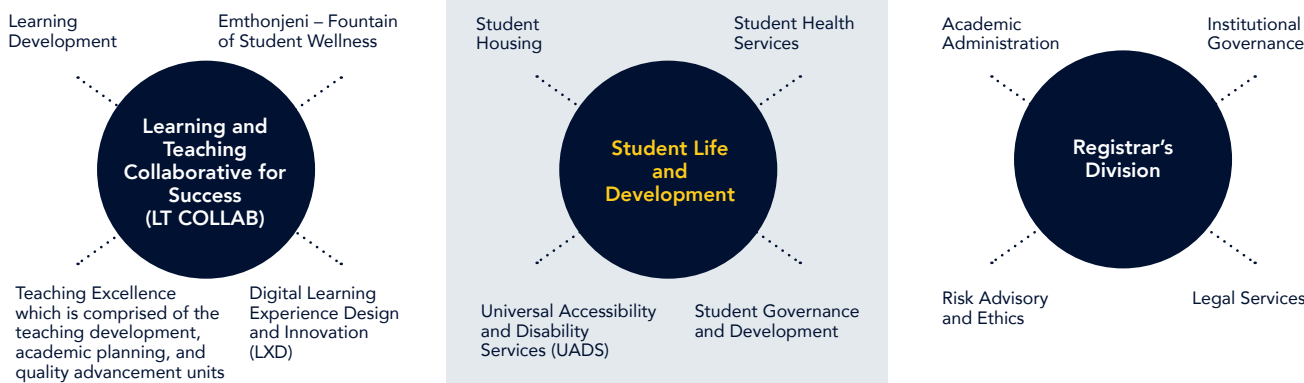 Learning
Development
Emthonjeni – Fountain
of Student Wellness
Learning and
Teaching
Collaborative for
Success
(LT COLLAB)
Teaching Excellence
which is comprised of the
teaching development,
academic planning, and
quality advancement units
Digital Learning
Experience Design
and Innovation
(LXD)
Student
Housing
Student Health
Services
Student Life
and
Development
Universal Accessibility
and Disability
Services (UADS)
Student Governance
and Development
Academic
Administration
Institutional
Governance
Registrar's
Division
Risk Advisory
and Ethics
Legal Services